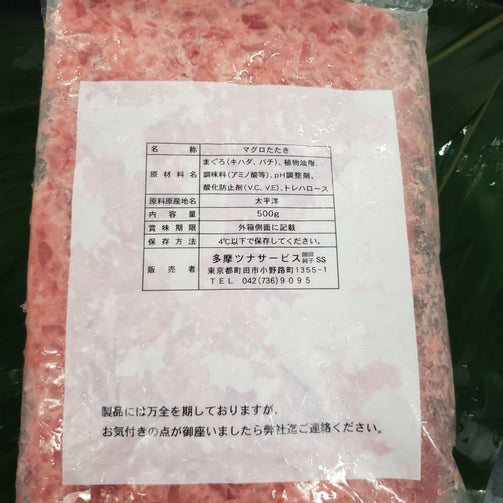 名称 マグロたたき
原材料名 まぐろ(キハダ、バチ)、植物油脂、
調味料(アミノ酸等)、pH調整剤、
酸化防止剤(V.C、V.E)、トレハロース
原料原産地名 太平洋
内容量 500g
賞味期限 外箱側面に記載
保存方法 4℃以下で保存してください。
販売者 多摩ツナサービス SS
東京都町田市小野路町1355-1
TEL 042(736)9095
製品には万全を期しておりますが、
お気付きの点が御座いましたら弊社迄ご連絡ください。